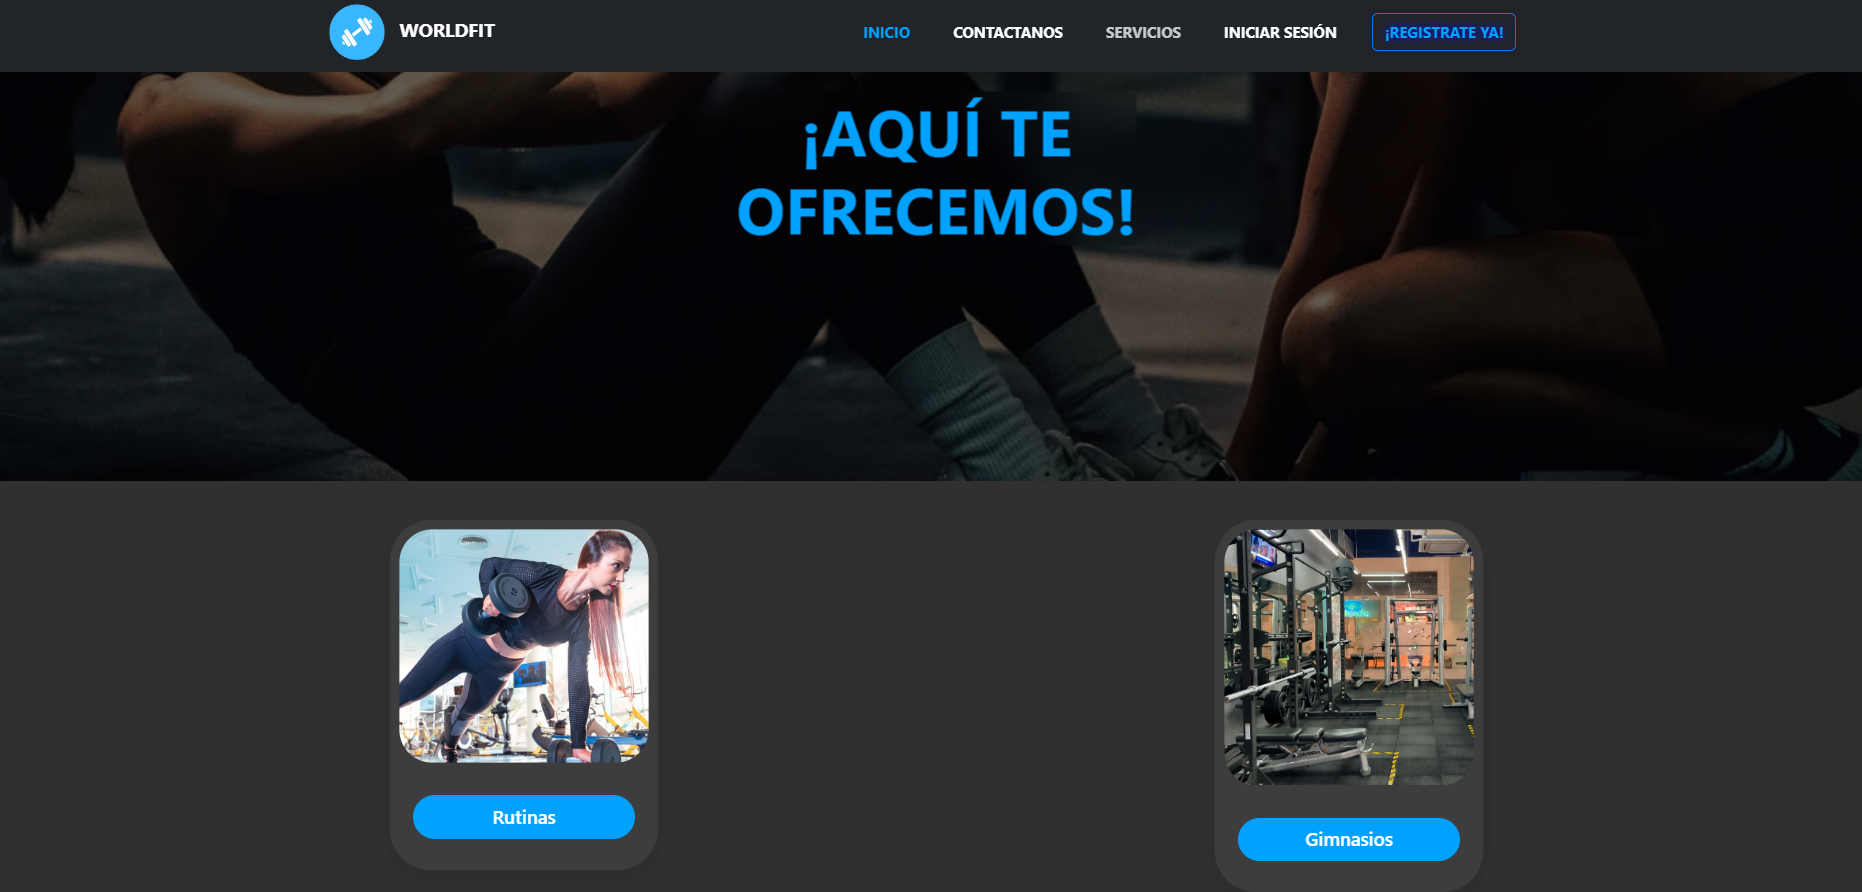 WORLDFIT
INICIO
CONTACTANOS
SERVICIOS
INICIAR SESIÓN
¡REGISTRATE YA!
¡AQUÍ TE
OFRECEMOS!
Rutinas
Gimnasios